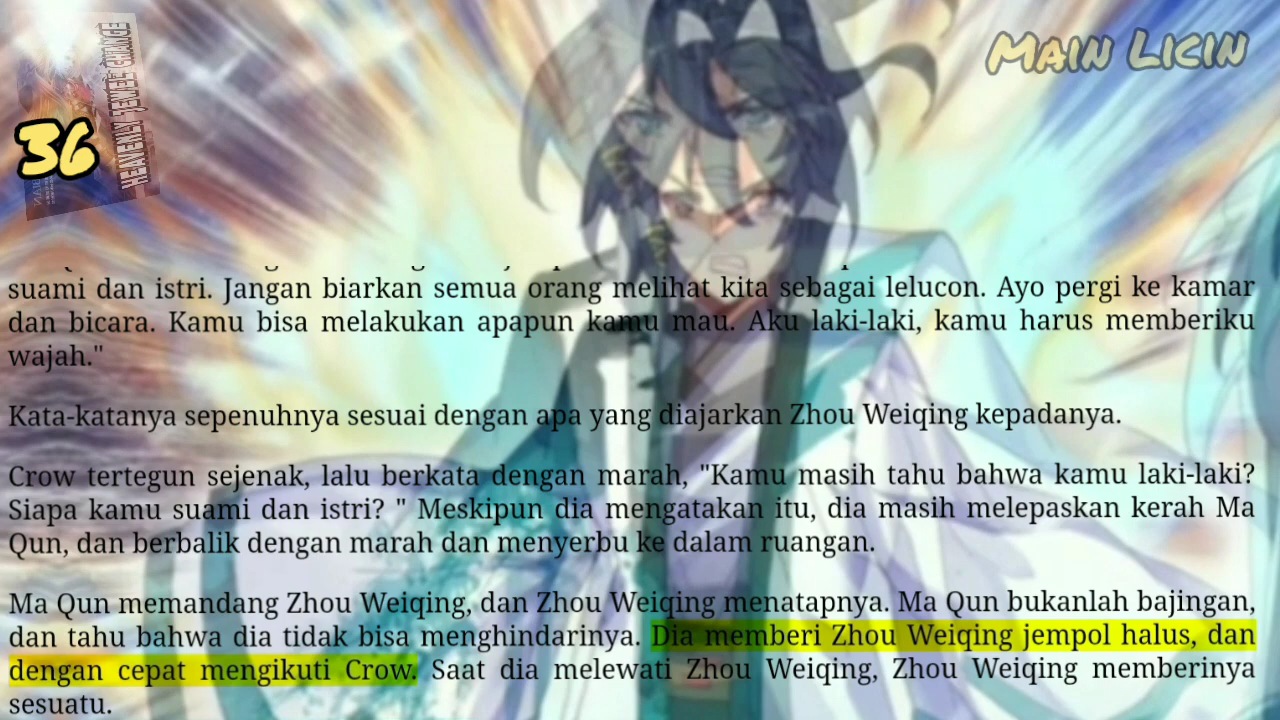 Main Licin
HEAVENLY JEWEL CHANGE
36
suami dan istri. Jangan biarkan semua orang melihat kita sebagai lelucon. Ayo pergi ke kamar
dan bicara. Kamu bisa melakukan apapun kamu mau. Aku laki-laki, kamu harus memberiku
wajah."
Kata-katanya sepenuhnya sesuai dengan apa yang diajarkan Zhou Weiqing kepadanya.
Crow tertegun sejenak, lalu berkata dengan marah, "Kamu masih tahu bahwa kamu laki-laki?
Siapa kamu suami dan istri? " Meskipun dia mengatakan itu, dia masih melepaskan kerah Ma
Qun, dan berbalik dengan marah dan menyerbu ke dalam ruangan.
Ma Qun memandang Zhou Weiqing, dan Zhou Weiqing menatapnya. Ma Qun bukanlah bajingan,
dan tahu bahwa dia tidak bisa menghindarinya. Dia memberi Zhou Weiqing jempol halus, dan
dengan cepat mengikuti Crow. Saat dia melewati Zhou Weiqing, Zhou Weiqing memberinya
sesuatu.